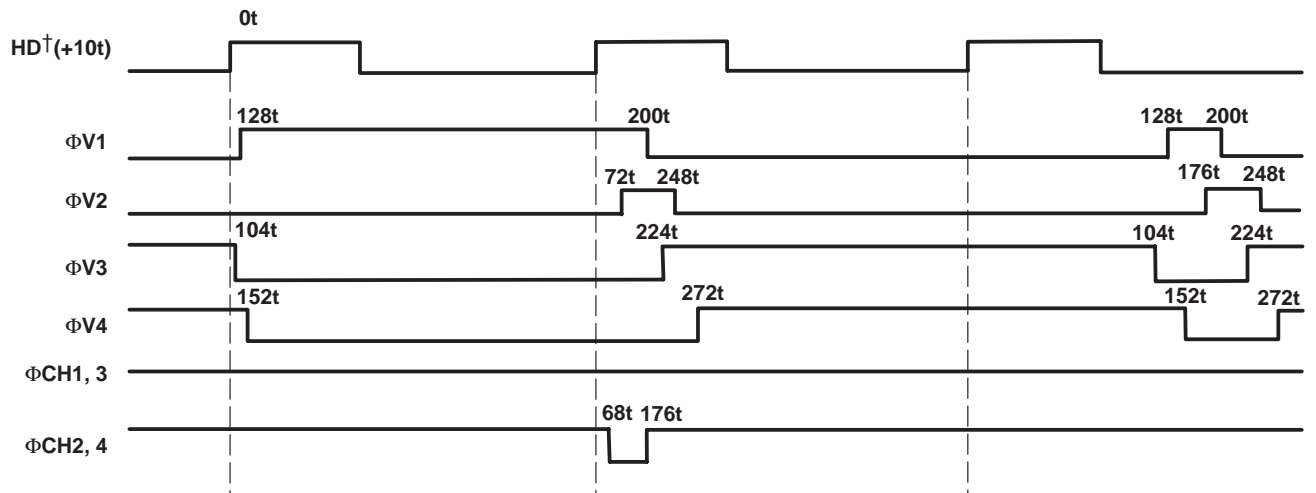 0t
HD†(+10t)
128t 200t 128t 200t
ΦV1
72t 248t 176t 248t
ΦV2
104t 224t 104t 224t
ΦV3
152t 272t 152t 272t
ΦV4
ΦCH1, 3
68t 176t
ΦCH2, 4